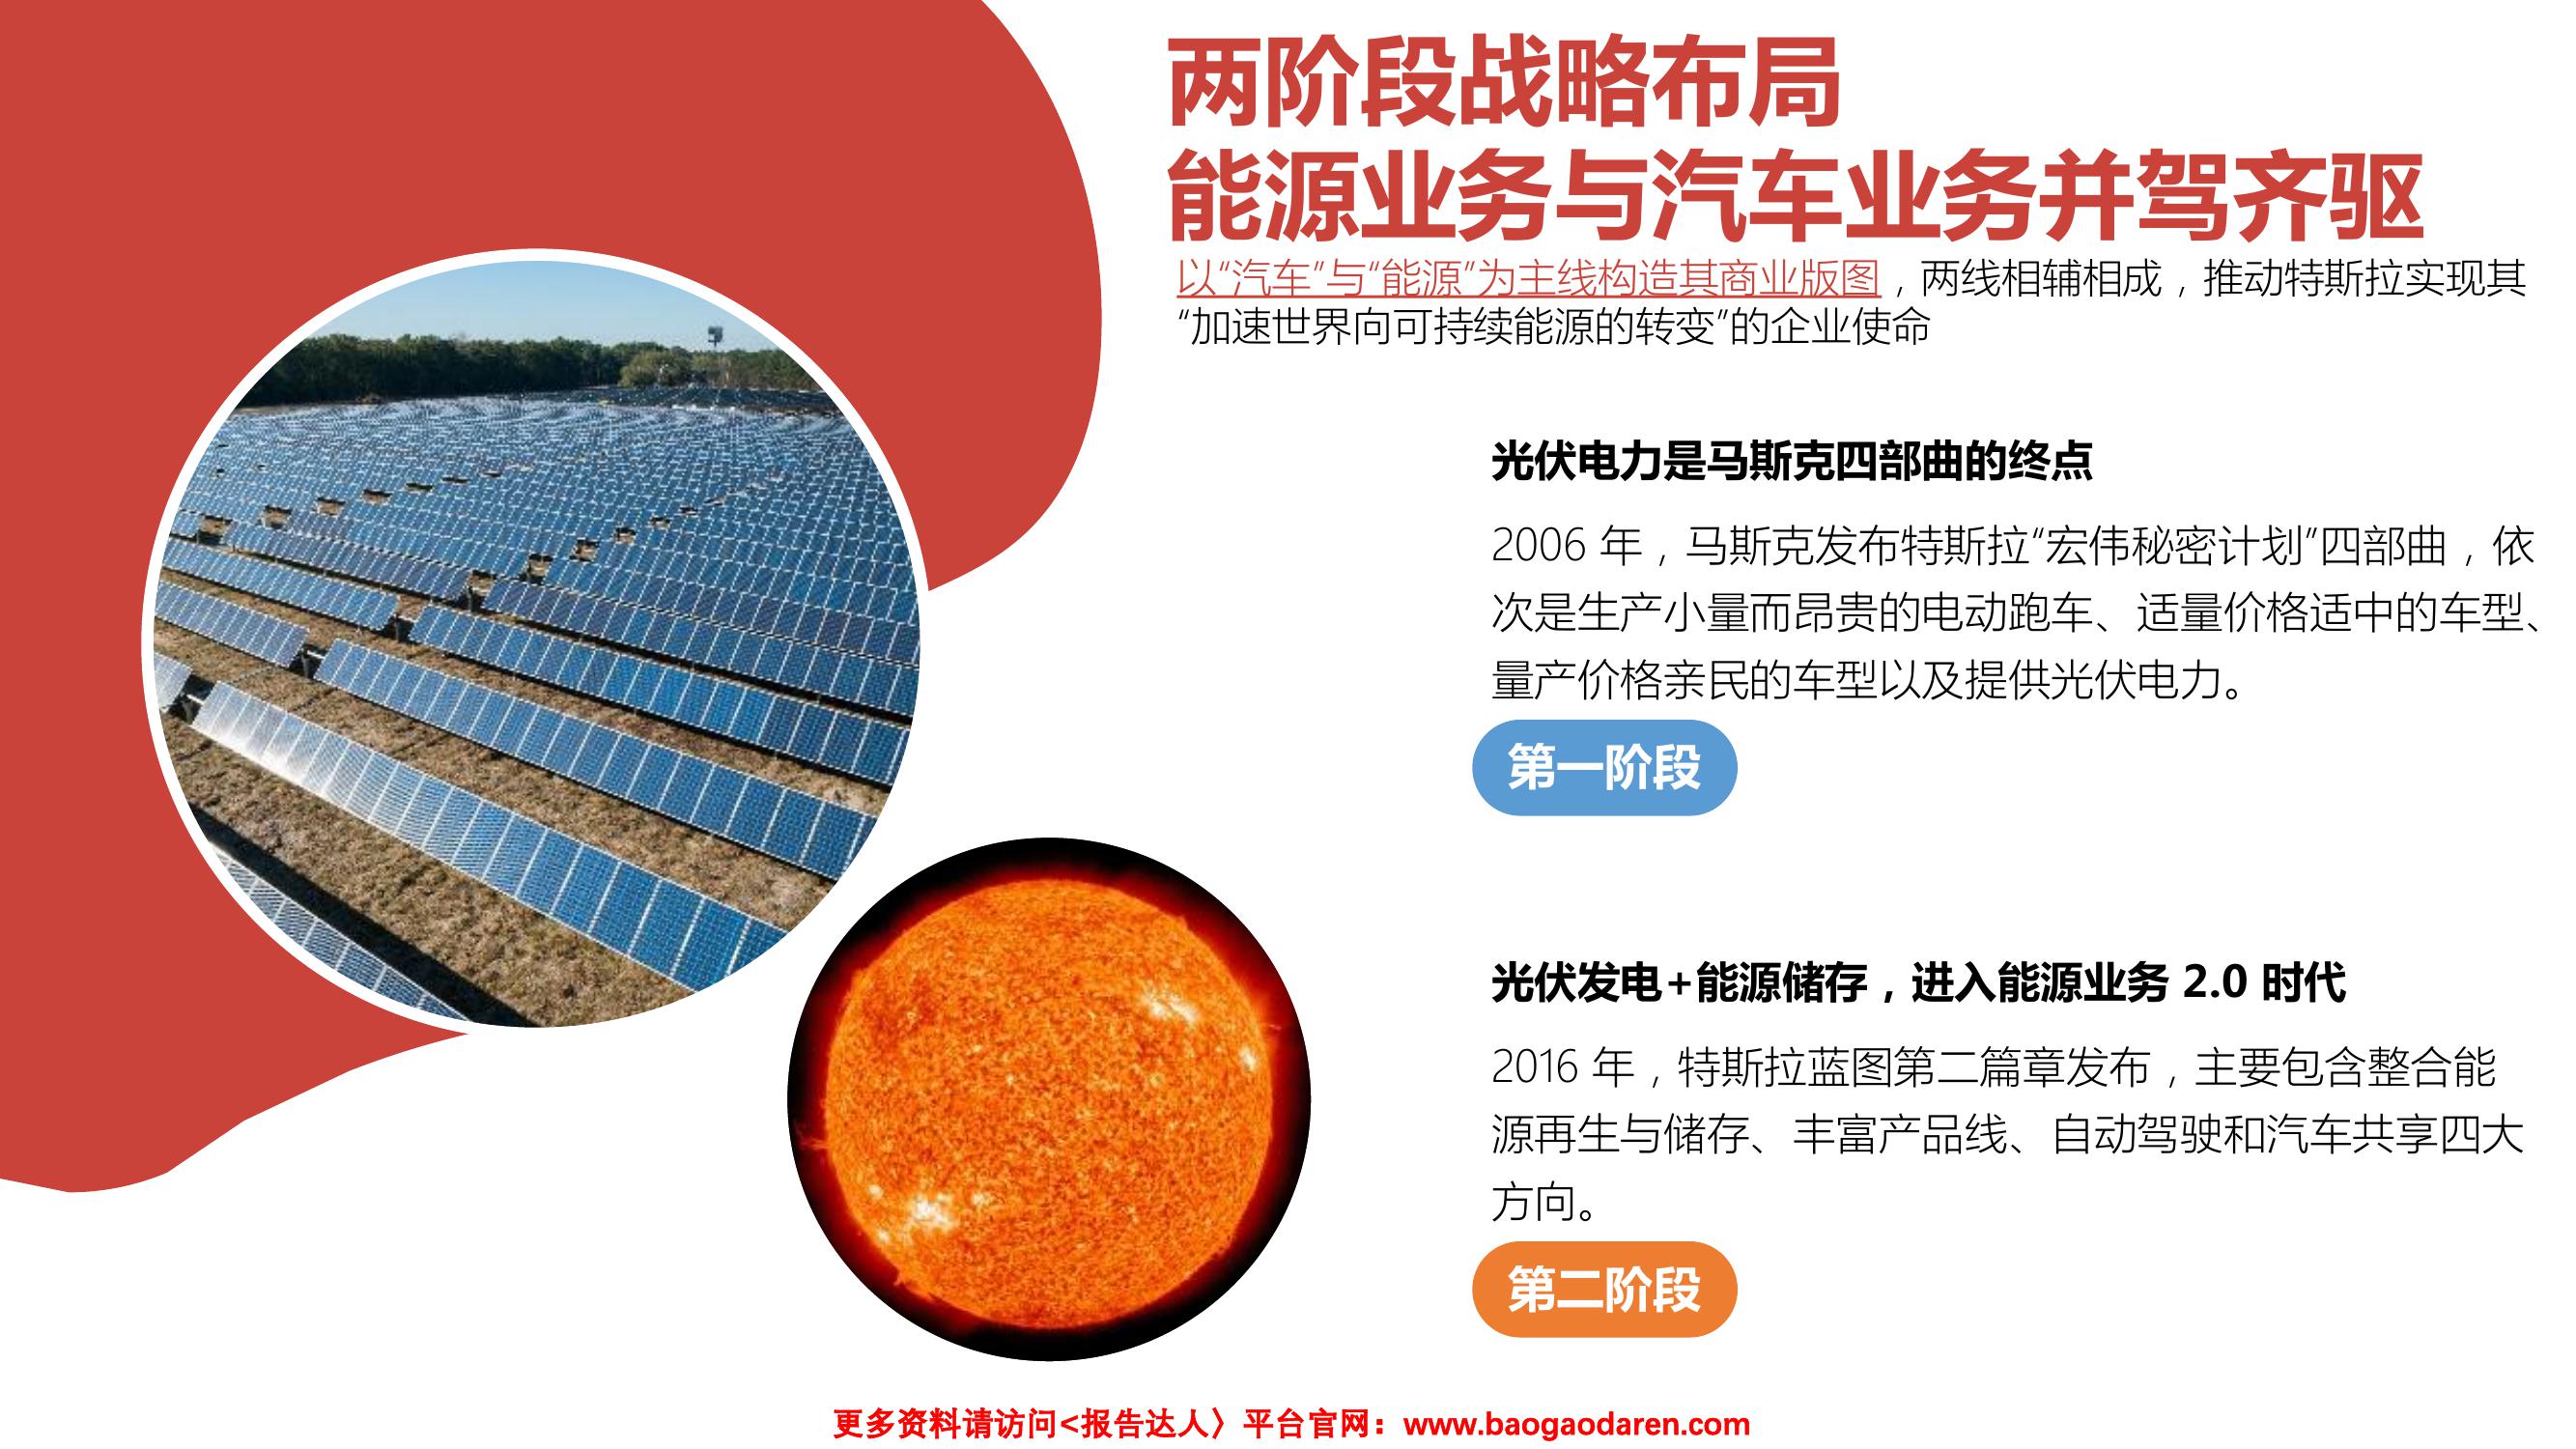 两阶段战略布局
能源业务与汽车业务并驾齐驱
以“汽车”与“能源”为主线构造其商业版图，两线相辅相成，推动特斯拉实现其
“加速世界向可持续能源的转变”的企业使命
光伏电力是马斯克四部曲的终点
2006 年，马斯克发布特斯拉“宏伟秘密计划”四部曲，依
次是生产小量而昂贵的电动跑车、适量价格适中的车型、
量产价格亲民的车型以及提供光伏电力。
第一阶段
光伏发电+能源储存，进入能源业务 2.0 时代
2016 年，特斯拉蓝图第二篇章发布，主要包含整合能
源再生与储存、丰富产品线、自动驾驶和汽车共享四大
方向。
第二阶段
更多资料请访问<报告达人〉平台官网：www.baogaodaren.com